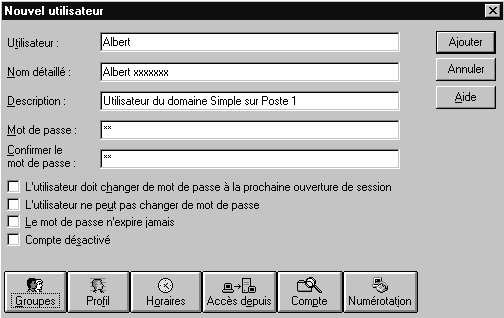 Nouvel utilisateur
Utilisateur : Albert Ajouter
Nom détaillé : Albert xxxxxxx Annuler
Description : Utilisateur du domaine Simple sur Poste 1 Aide
Mot de passe : **
Confirmer le
mot de passe : **
L'utilisateur doit changer de mot de passe à la prochaine ouverture de session
L'utilisateur ne peut pas changer de mot de passe
Le mot de passe n'expire jamais
Compte désactivé
Groupes Profil Horaires Accès depuis Compte Numérotation